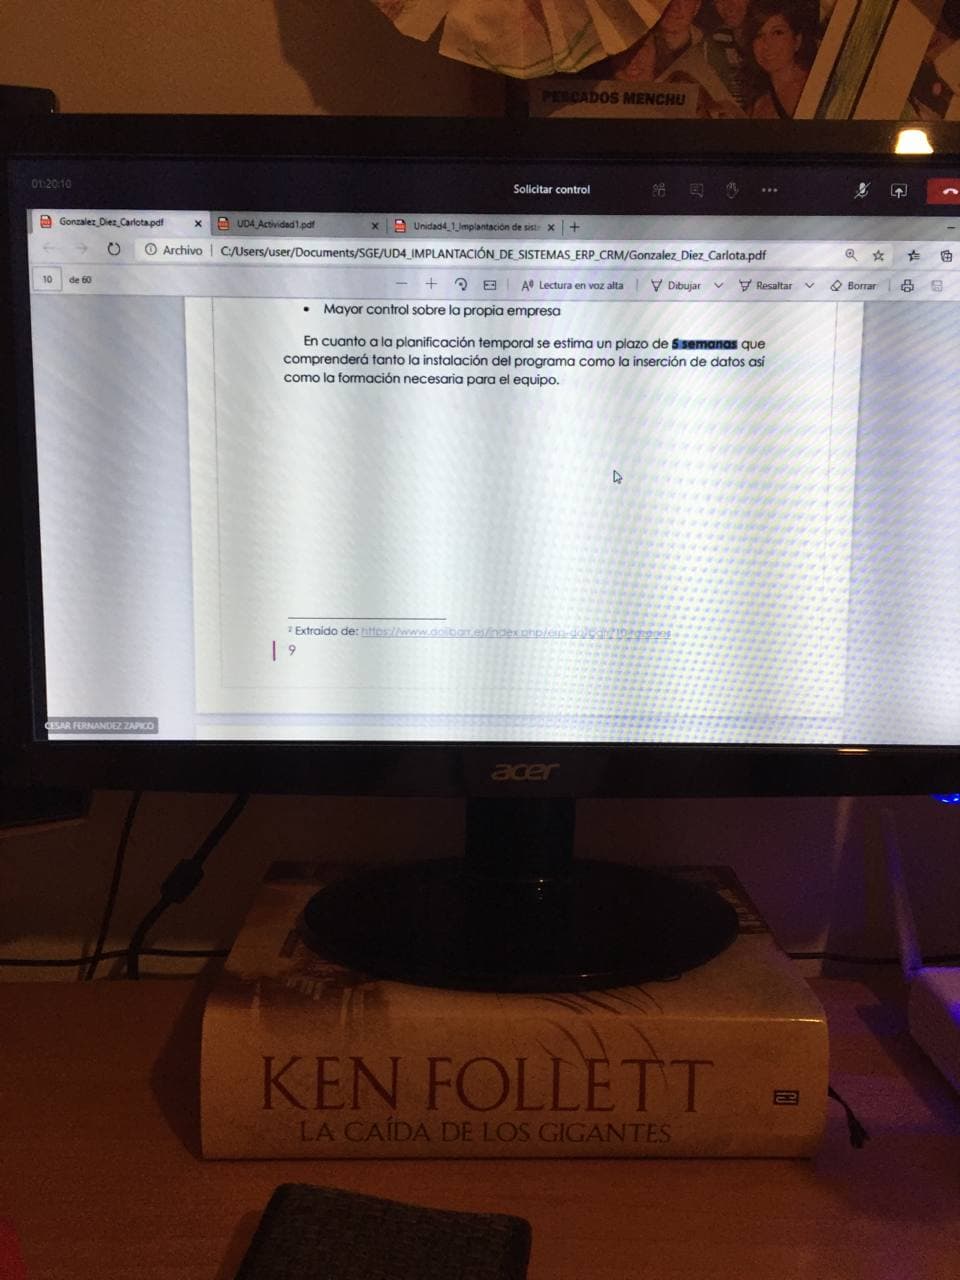 PESCADOS MENCHU
01:20:10
Solicitar control
Gonzalez_Diez_Carlota.pdf
UD4_Actividad1.pdf
Unidad4_1_Implantación de sist
Archivo | C:/Users/user/Documents/SGE/UD4_IMPLANTACIÓN_DE_SISTEMAS_ERP_CRM/Gonzalez_Diez_Carlota.pdf
10 de 60
Lectura en voz alta
Dibujar
Resaltar
Borrar
• Mayor control sobre la propia empresa
En cuanto a la planificación temporal se estima un plazo de 5 semanas que
comprenderá tanto la instalación del programa como la inserción de datos así
como la formación necesaria para el equipo.
2 Extraído de:
9
CESAR FERNANDEZ ZAPICO
acer
KEN FOLLETT
LA CAÍDA DE LOS GIGANTES